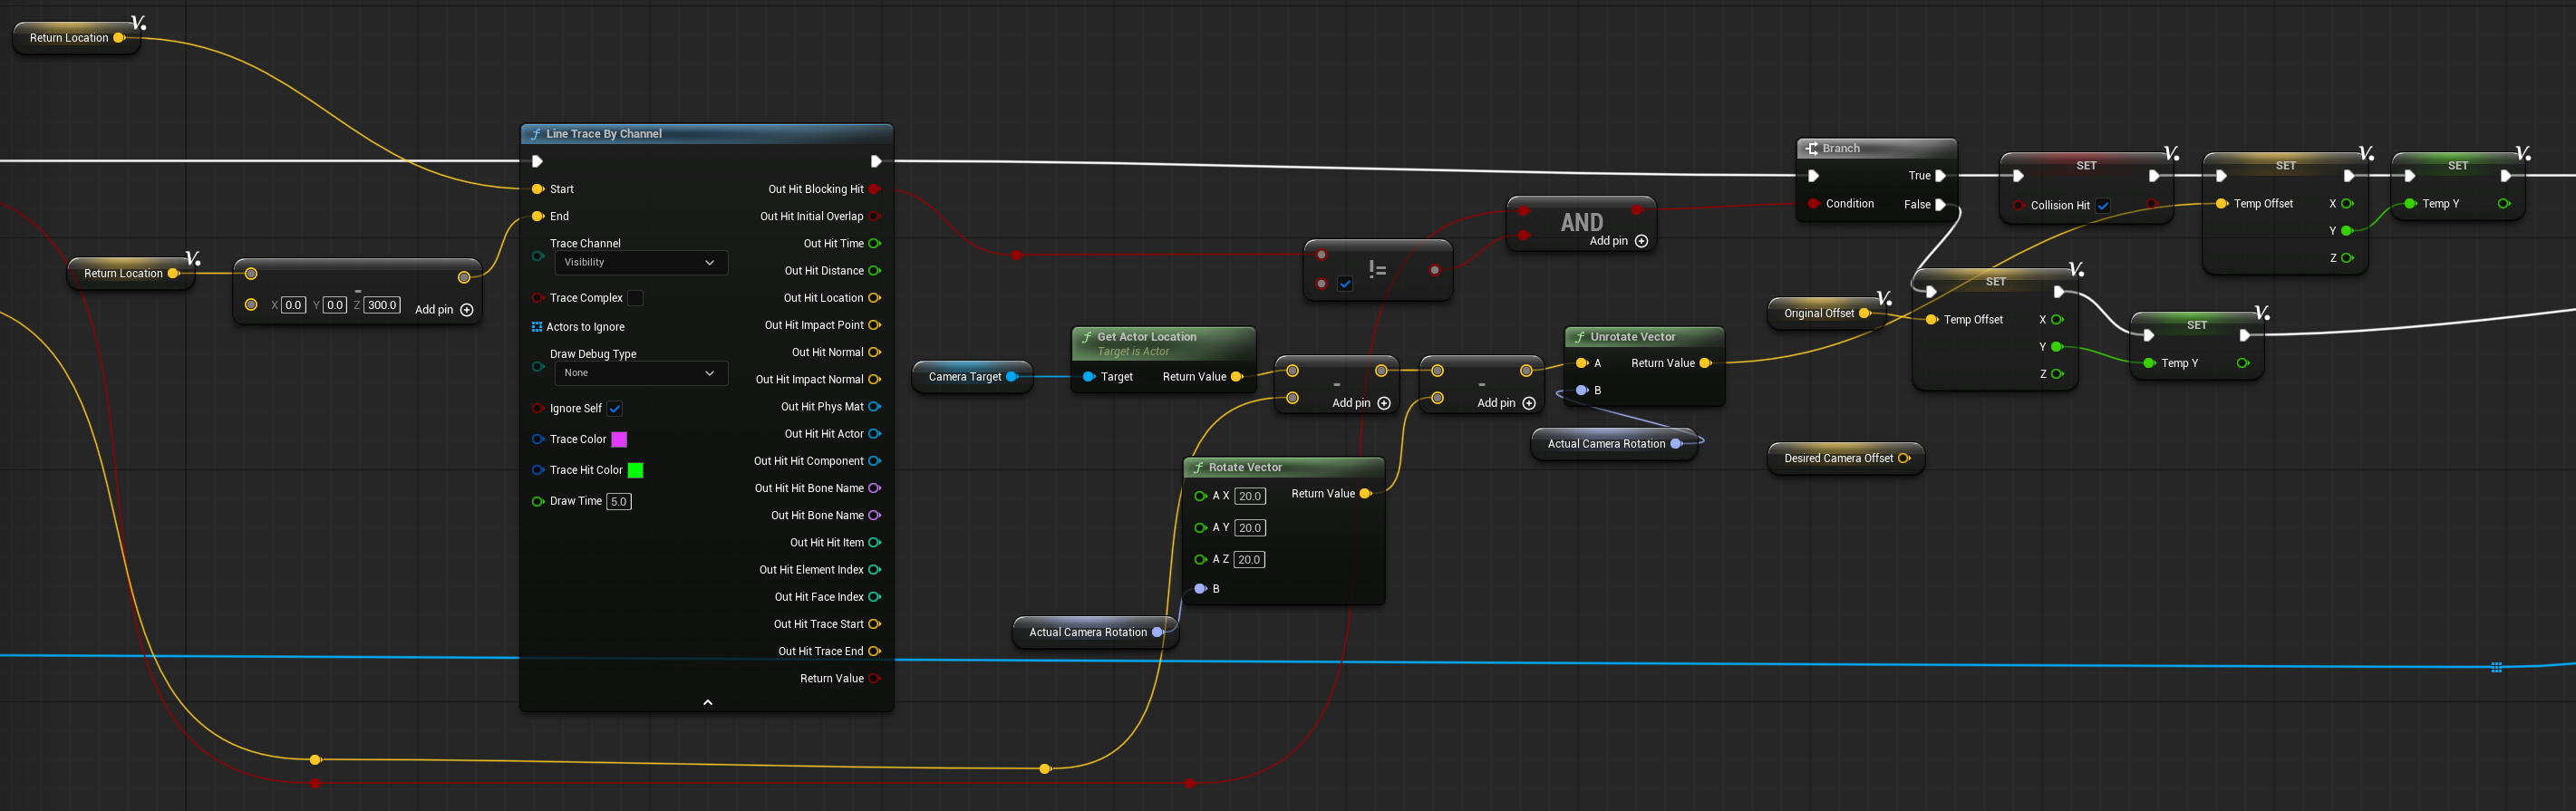 Return Location
V.
Return Location
V.
-
X 0.0 Y 0.0 Z 300.0 Add pin
f Line Trace By Channel
Start
End
Trace Channel
Visibility
Trace Complex
Actors to Ignore
Draw Debug Type
None
Ignore Self
Trace Color
Trace Hit Color
Draw Time 5.0
Out Hit Blocking Hit
Out Hit Initial Overlap
Out Hit Time
Out Hit Distance
Out Hit Location
Out Hit Impact Point
Out Hit Normal
Out Hit Impact Normal
Out Hit Phys Mat
Out Hit Hit Actor
Out Hit Hit Component
Out Hit Hit Bone Name
Out Hit Bone Name
Out Hit Hit Item
Out Hit Element Index
Out Hit Face Index
Out Hit Trace Start
Out Hit Trace End
Return Value
Camera Target
f Get Actor Location
Target is Actor
Target Return Value
-
Add pin
-
Add pin
f Rotate Vector
A X 20.0 Return Value
A Y 20.0
A Z 20.0
B
Actual Camera Rotation
!=
AND
Add pin
f Unrotate Vector
A Return Value
B
Actual Camera Rotation
Branch
True
Condition False
SET
V.
Collision Hit
SET
V.
Temp Offset X
Y
Z
SET
V.
Temp Y
Original Offset
V.
SET
V.
Temp Offset X
Y
Z
SET
V.
Temp Y
Desired Camera Offset